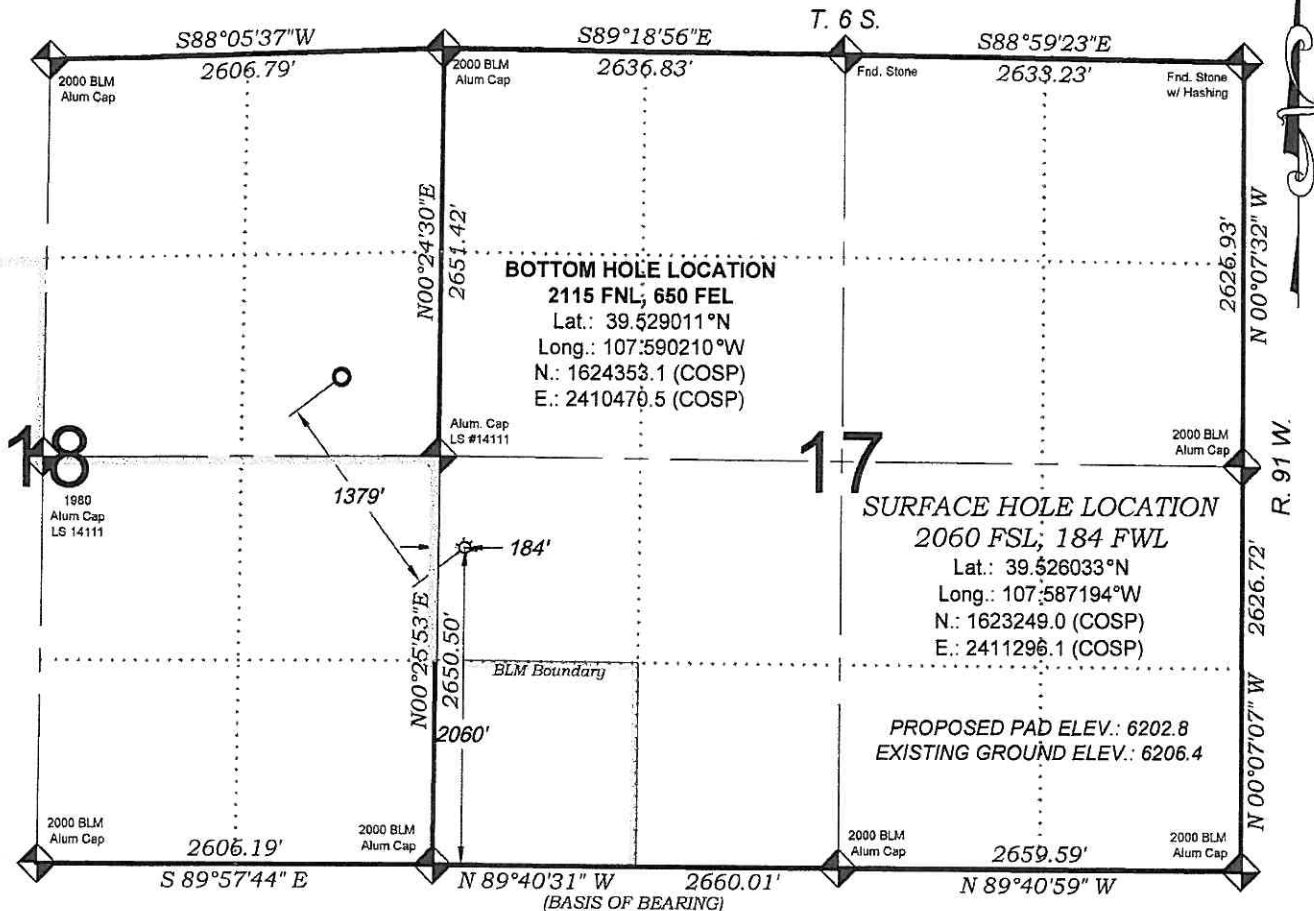 T. 6 S.
S88°05'37"W
2606.79'
S89°18'56"E
2636.83'
S88°59'23"E
2633.23'
2000 BLM
Alum Cap
2000 BLM
Alum Cap
Fnd. Stone
Fnd. Stone
w/ Hashing
N00°24'30"E
2651.42'
2626.93'
N 00°07'32" W
BOTTOM HOLE LOCATION
2115 FNL, 650 FEL
Lat.: 39.529011°N
Long.: 107.590210°W
N.: 1624353.1 (COSP)
E.: 2410470.5 (COSP)
Alum. Cap
LS #14111
18
17
2000 BLM
Alum Cap
R. 91 W.
1980
Alum Cap
LS 14111
1379'
184'
SURFACE HOLE LOCATION
2060 FSL, 184 FWL
Lat.: 39.526033°N
Long.: 107.587194°W
N.: 1623249.0 (COSP)
E.: 2411296.1 (COSP)
N00°25'53"E
2650.50'
2626.72'
N 00°07'07" W
BLM Boundary
2060'
PROPOSED PAD ELEV.: 6202.8
EXISTING GROUND ELEV.: 6206.4
2000 BLM
Alum Cap
2000 BLM
Alum Cap
2000 BLM
Alum Cap
2000 BLM
Alum Cap
2606.19'
S 89°57'44" E
N 89°40'31" W
2660.01'
(BASIS OF BEARING)
2659.59'
N 89°40'59" W